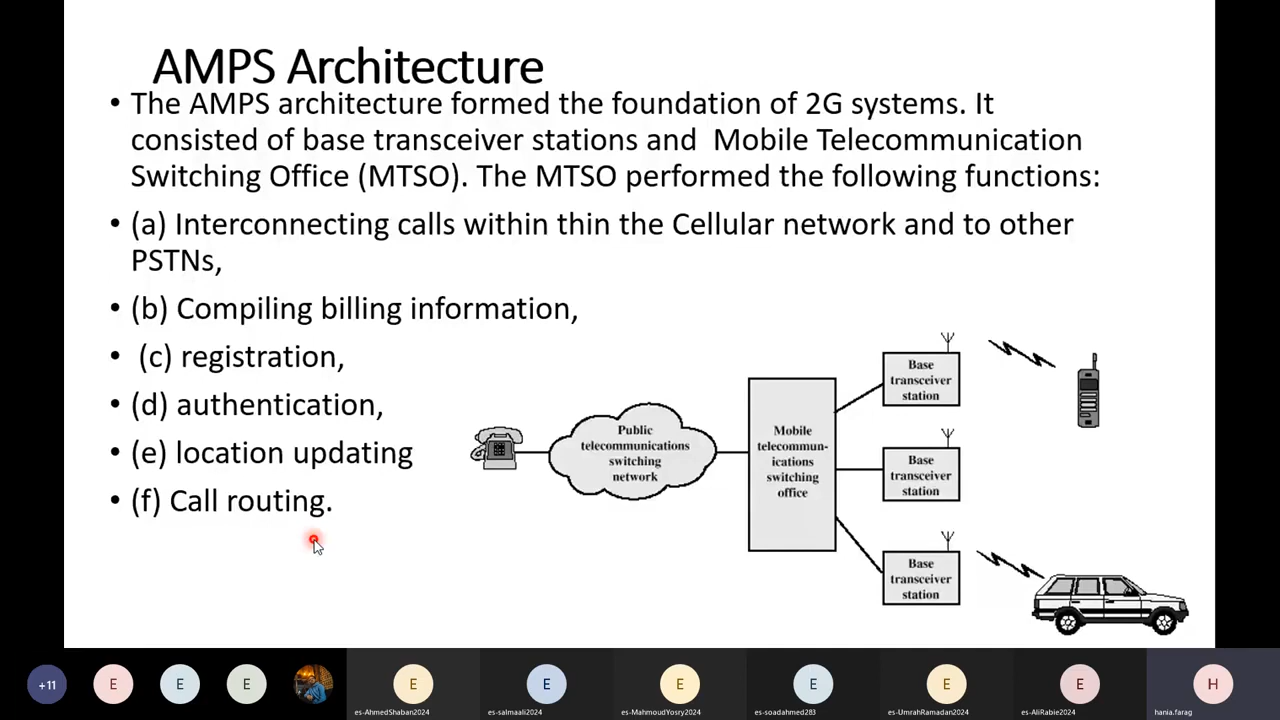 AMPS Architecture
• The AMPS architecture formed the foundation of 2G systems. It
consisted of base transceiver stations and  Mobile Telecommunication
Switching Office (MTSO). The MTSO performed the following functions:
• (a) Interconnecting calls within thin the Cellular network and to other
PSTNs,
• (b) Compiling billing information,
• (c) registration,
• (d) authentication,
• (e) location updating
• (f) Call routing.
Public
telecommunications
switching
network
Mobile
telecommun-
ications
switching
office
Base
transceiver
station
Base
transceiver
station
Base
transceiver
station
+11
E
E
E
E
es-AhmedShaban2024
E
es-salmaali2024
E
es-MahmoudYosry2024
E
es-soadahmed283
E
es-UmrahRamadan2024
E
es-AliRabie2024
H
hania.farag